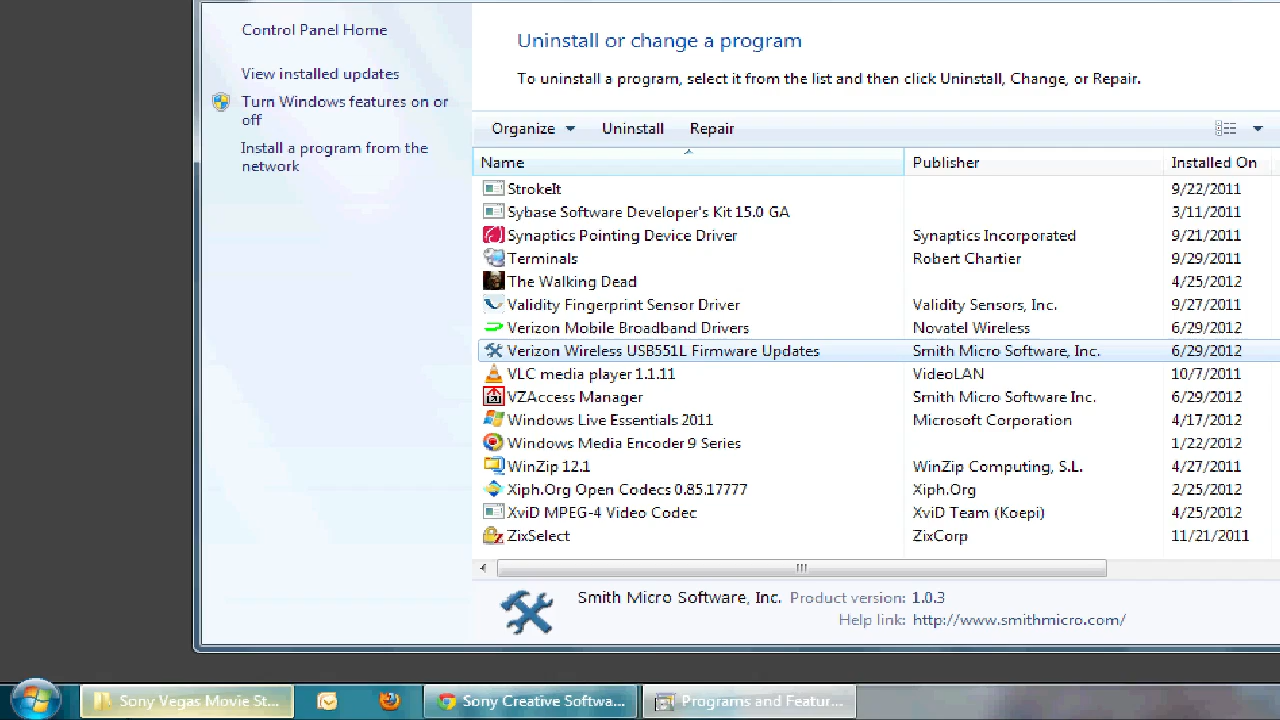 Control Panel Home
View installed updates
Turn Windows features on or
off
Install a program from the
network
Uninstall or change a program
To uninstall a program, select it from the list and then click Uninstall, Change, or Repair.
Organize Uninstall Repair
Name Publisher Installed On
StrokeIt 9/22/2011
Sybase Software Developer's Kit 15.0 GA 3/11/2011
Synaptics Pointing Device Driver Synaptics Incorporated 9/21/2011
Terminals Robert Chartier 9/29/2011
The Walking Dead 4/25/2012
Validity Fingerprint Sensor Driver Validity Sensors, Inc. 9/27/2011
Verizon Mobile Broadband Drivers Novatel Wireless 6/29/2012
Verizon Wireless USB551L Firmware Updates Smith Micro Software, Inc. 6/29/2012
VLC media player 1.1.11 VideoLAN 10/7/2011
VZAccess Manager Smith Micro Software Inc. 6/29/2012
Windows Live Essentials 2011 Microsoft Corporation 4/17/2012
Windows Media Encoder 9 Series 1/22/2012
WinZip 12.1 WinZip Computing, S.L. 4/27/2011
Xiph.Org Open Codecs 0.85.17777 Xiph.Org 2/25/2012
XviD MPEG-4 Video Codec XviD Team (Koepi) 4/25/2012
ZixSelect ZixCorp 11/21/2011
Smith Micro Software, Inc. Product version: 1.0.3
Help link: http://www.smithmicro.com/
Sony Vegas Movie St... Sony Creative Softwa... Programs and Featur...